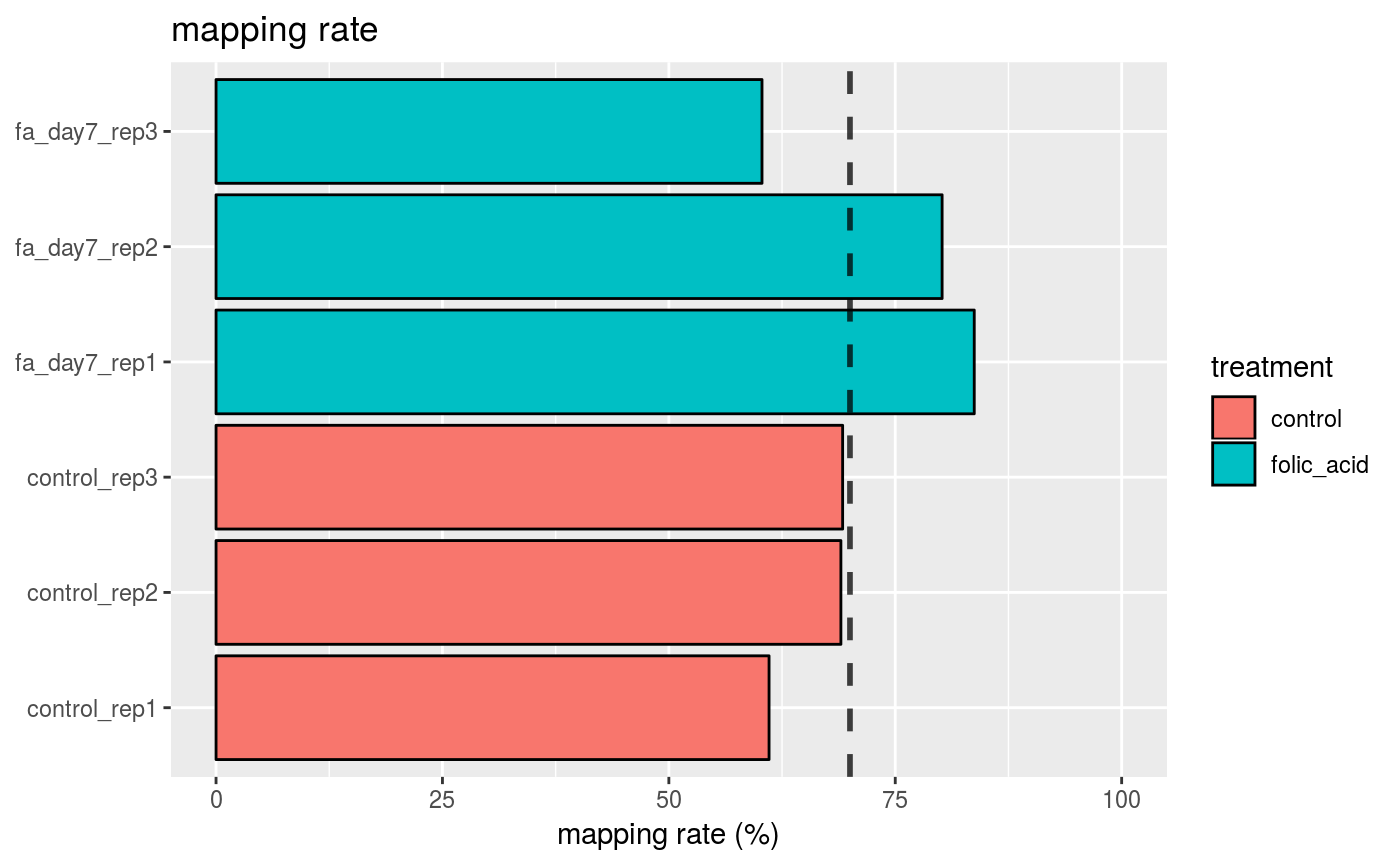 mapping rate
fa_day7_rep3
fa_day7_rep2
fa_day7_rep1
control_rep3
control_rep2
control_rep1
0 25 50 75 100
mapping rate (%)
treatment
control
folic_acid